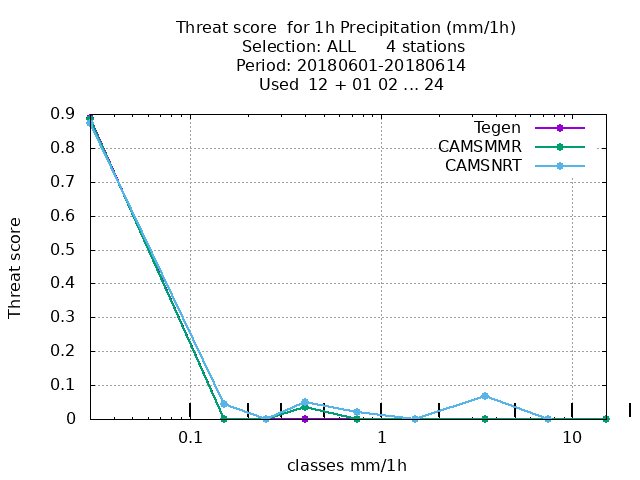 Threat score  for 1h Precipitation (mm/1h)
Selection: ALL      4 stations
Period: 20180601-20180614
Used  12 + 01 02 ... 24
Tegen
CAMSMMR
CAMSNRT
0.9
0.8
0.7
0.6
0.5
0.4
0.3
0.2
0.1
0
Threat score
0.1
1
10
classes mm/1h